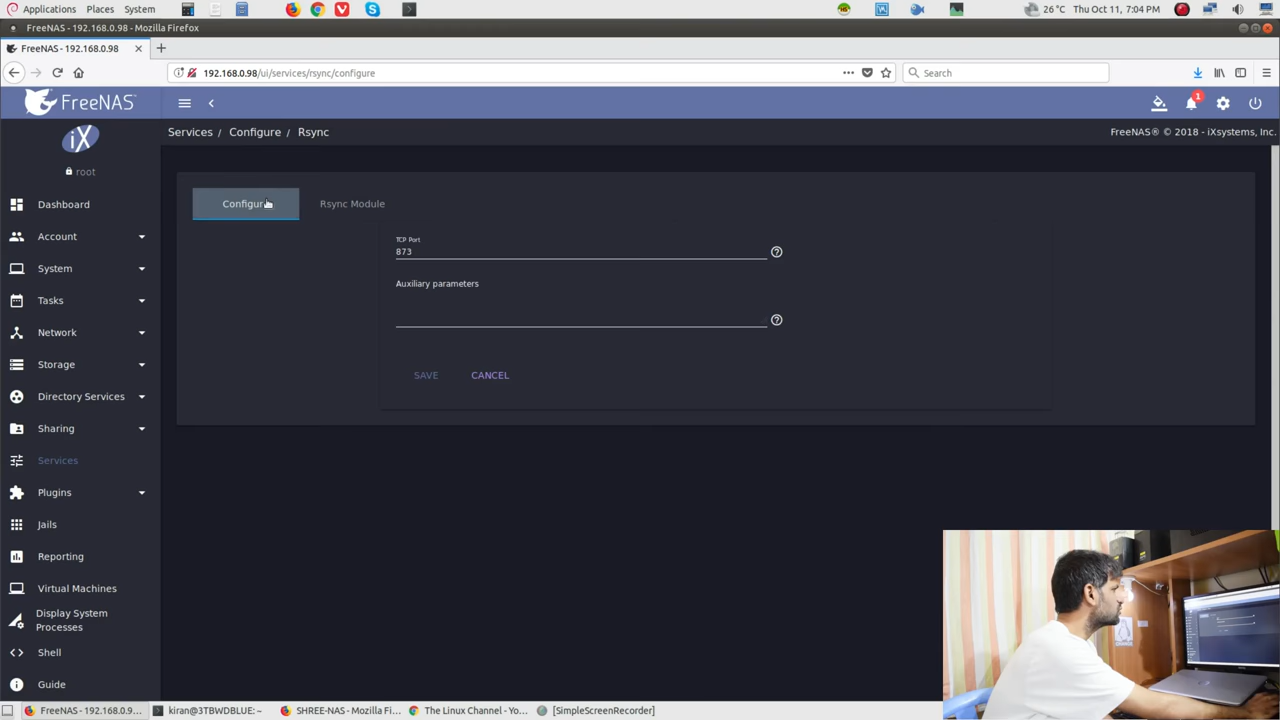 Applications Places System 26 °C Thu Oct 11, 7:04 PM
FreeNAS - 192.168.0.98 - Mozilla Firefox
FreeNAS - 192.168.0.98
192.168.0.98/ui/services/rsync/configure Search
FreeNAS 1
Services / Configure / Rsync FreeNAS® © 2018 - iXsystems, Inc.
iX
root
Configure Rsync Module
Dashboard
Account
System
Tasks
Network
Storage
Directory Services
Sharing
Services
Plugins
Jails
Reporting
Virtual Machines
Display System
Processes
Shell
Guide
TCP Port
873
Auxiliary parameters
SAVE CANCEL
FreeNAS - 192.168.0.9... kiran@3TBWDBLUE: ~ SHREE-NAS - Mozilla Fi... The Linux Channel - Yo... [SimpleScreenRecorder]